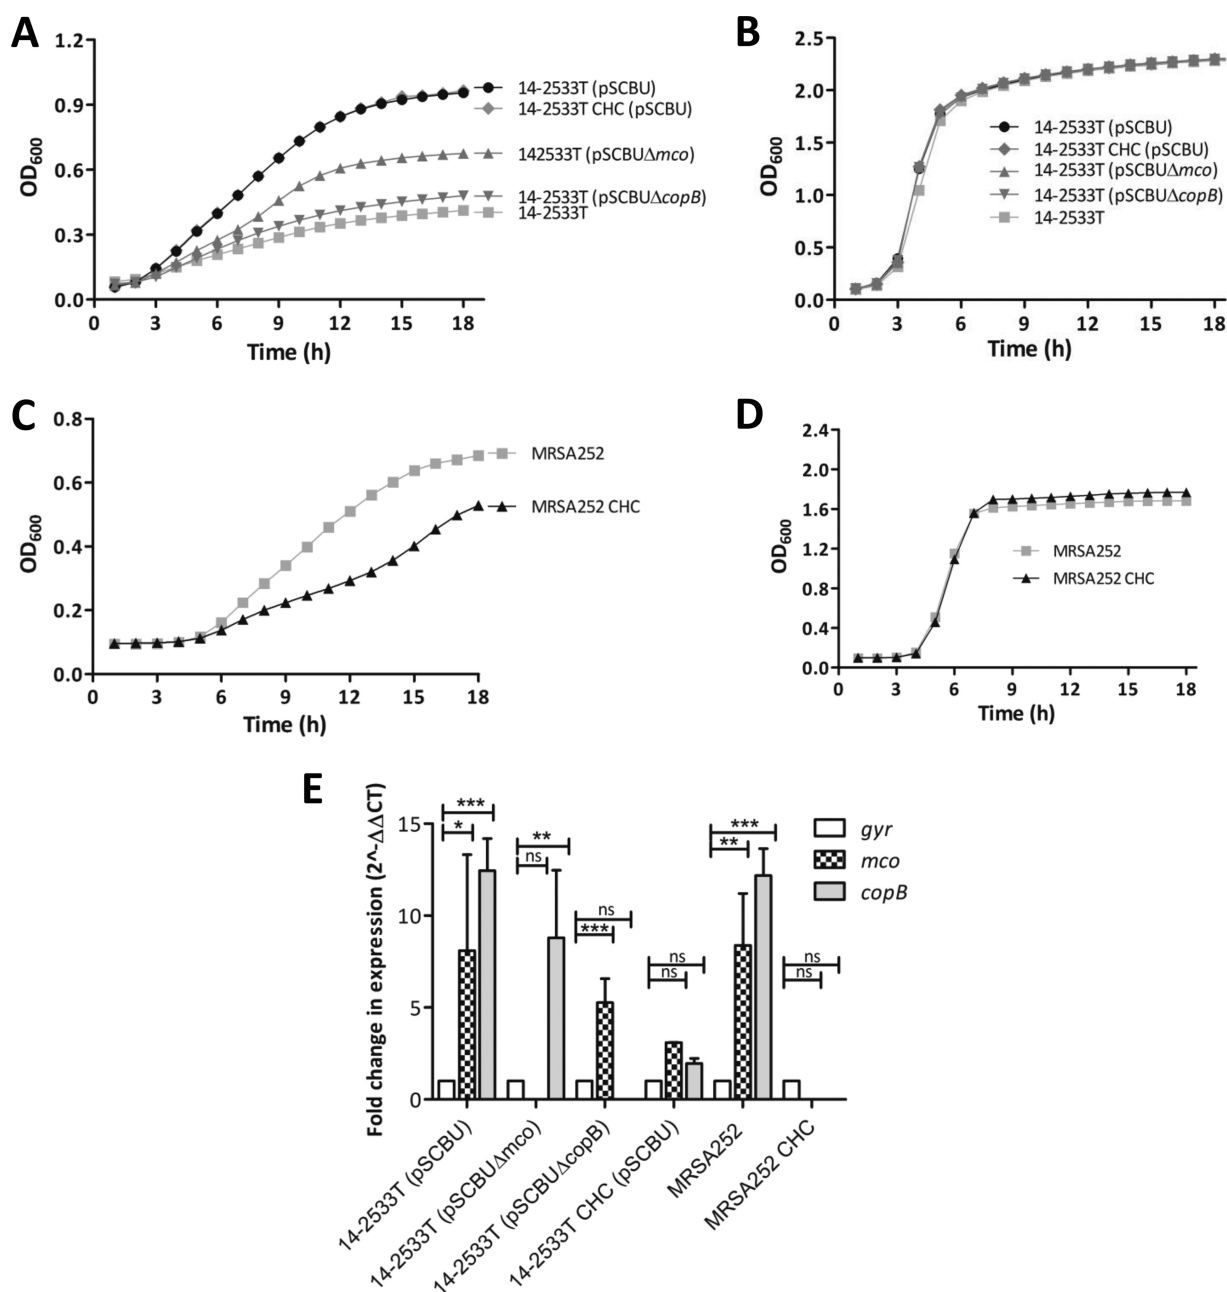 A
1.2
0.9
0.6
0.3
0.0
OD600
0 3 6 9 12 15 18
Time (h)
14-2533T (pSCBU)
14-2533T CHC (pSCBU)
142533T (pSCBUΔmco)
14-2533T (pSCBUΔcopB)
14-2533T
B
2.5
2.0
1.5
1.0
0.5
0.0
OD600
0 3 6 9 12 15 18
Time (h)
14-2533T (pSCBU)
14-2533T CHC (pSCBU)
14-2533T (pSCBUΔmco)
14-2533T (pSCBUΔcopB)
14-2533T
C
0.8
0.6
0.4
0.2
0.0
OD600
0 3 6 9 12 15 18
Time (h)
MRSA252
MRSA252 CHC
D
2.4
2.0
1.6
1.2
0.8
0.4
0.0
OD600
0 3 6 9 12 15 18
Time (h)
MRSA252
MRSA252 CHC
E
Fold change in expression (2^-ΔΔCT)
15
10
5
0
***
*
**
ns
ns
***
ns
ns
***
**
ns
ns
gyr
mco
copB
14-2533T (pSCBU)
14-2533T (pSCBUΔmco)
14-2533T (pSCBUΔcopB)
14-2533T CHC (pSCBU)
MRSA252
MRSA252 CHC